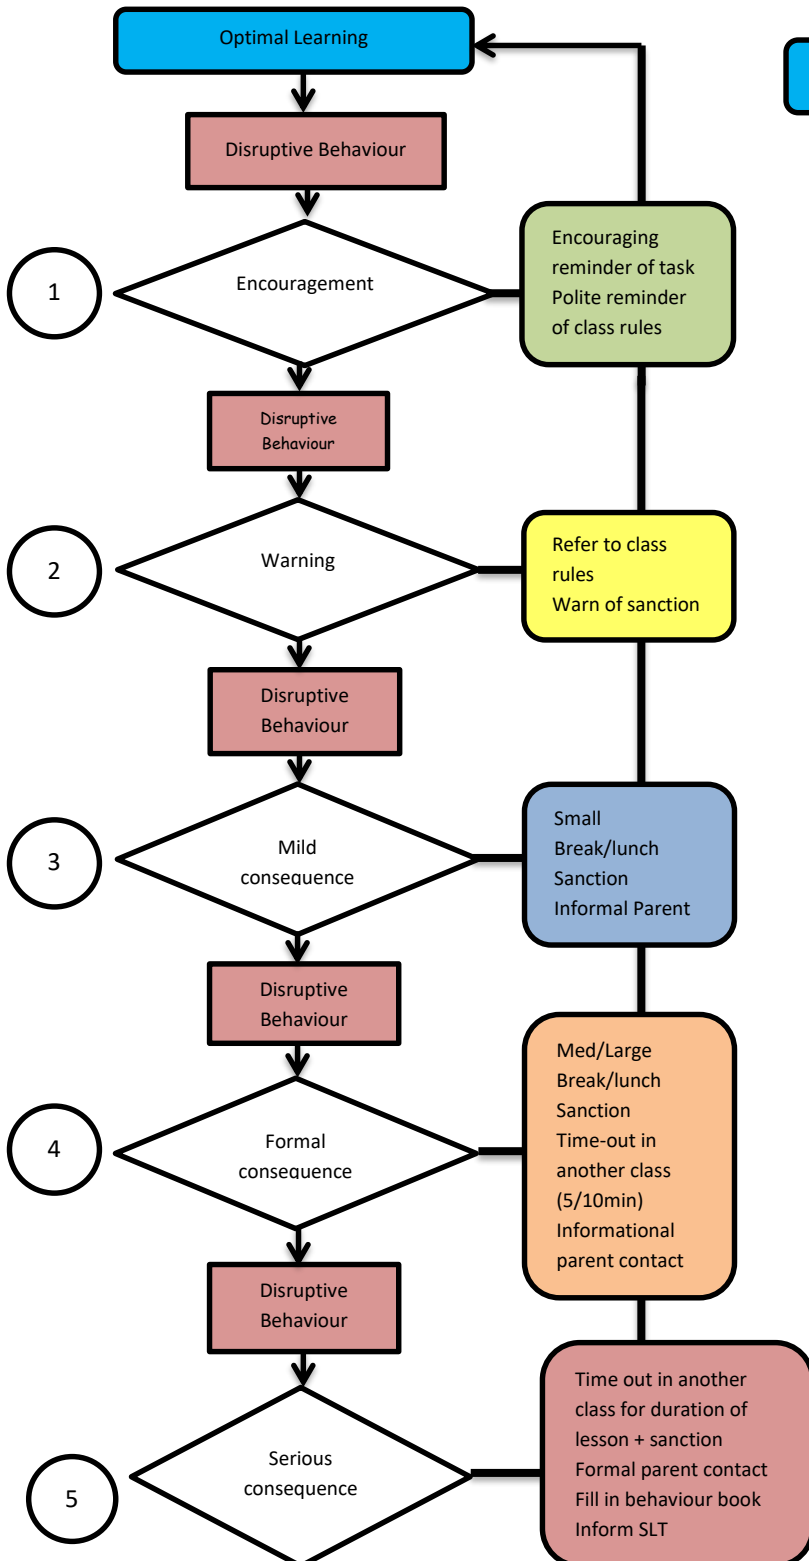 Optimal Learning
Disruptive Behaviour
1
Encouragement
Encouraging
reminder of task
Polite reminder
of class rules
Disruptive
Behaviour
2
Warning
Refer to class
rules
Warn of sanction
Disruptive
Behaviour
3
Mild
consequence
Small
Break/lunch
Sanction
Informal Parent
Disruptive
Behaviour
4
Formal
consequence
Med/Large
Break/lunch
Sanction
Time-out in
another class
(5/10min)
Informational
parent contact
Disruptive
Behaviour
5
Serious
consequence
Time out in another
class for duration of
lesson + sanction
Formal parent contact
Fill in behaviour book
Inform SLT